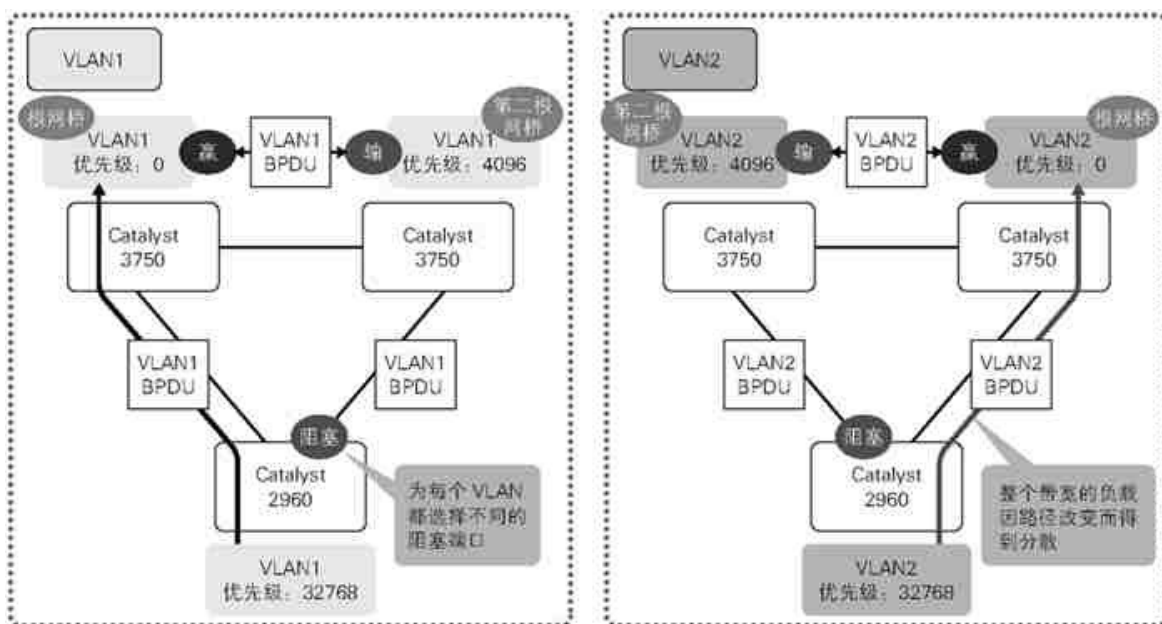 VLAN1
根网桥
第二根
网桥
VLAN1
优先级：0
赢
VLAN1
BPDU
输
VLAN1
优先级：4096
Catalyst
3750
Catalyst
3750
VLAN1
BPDU
VLAN1
BPDU
阻塞
Catalyst
2960
为每个 VLAN
都选择不同的
阻塞端口
VLAN1
优先级：32768
VLAN2
第二根
网桥
根网桥
VLAN2
优先级：4096
输
VLAN2
BPDU
赢
VLAN2
优先级：0
Catalyst
3750
Catalyst
3750
VLAN2
BPDU
VLAN2
BPDU
阻塞
Catalyst
2960
整个带宽的负载
因路径改变而得
到分散
VLAN2
优先级：32768